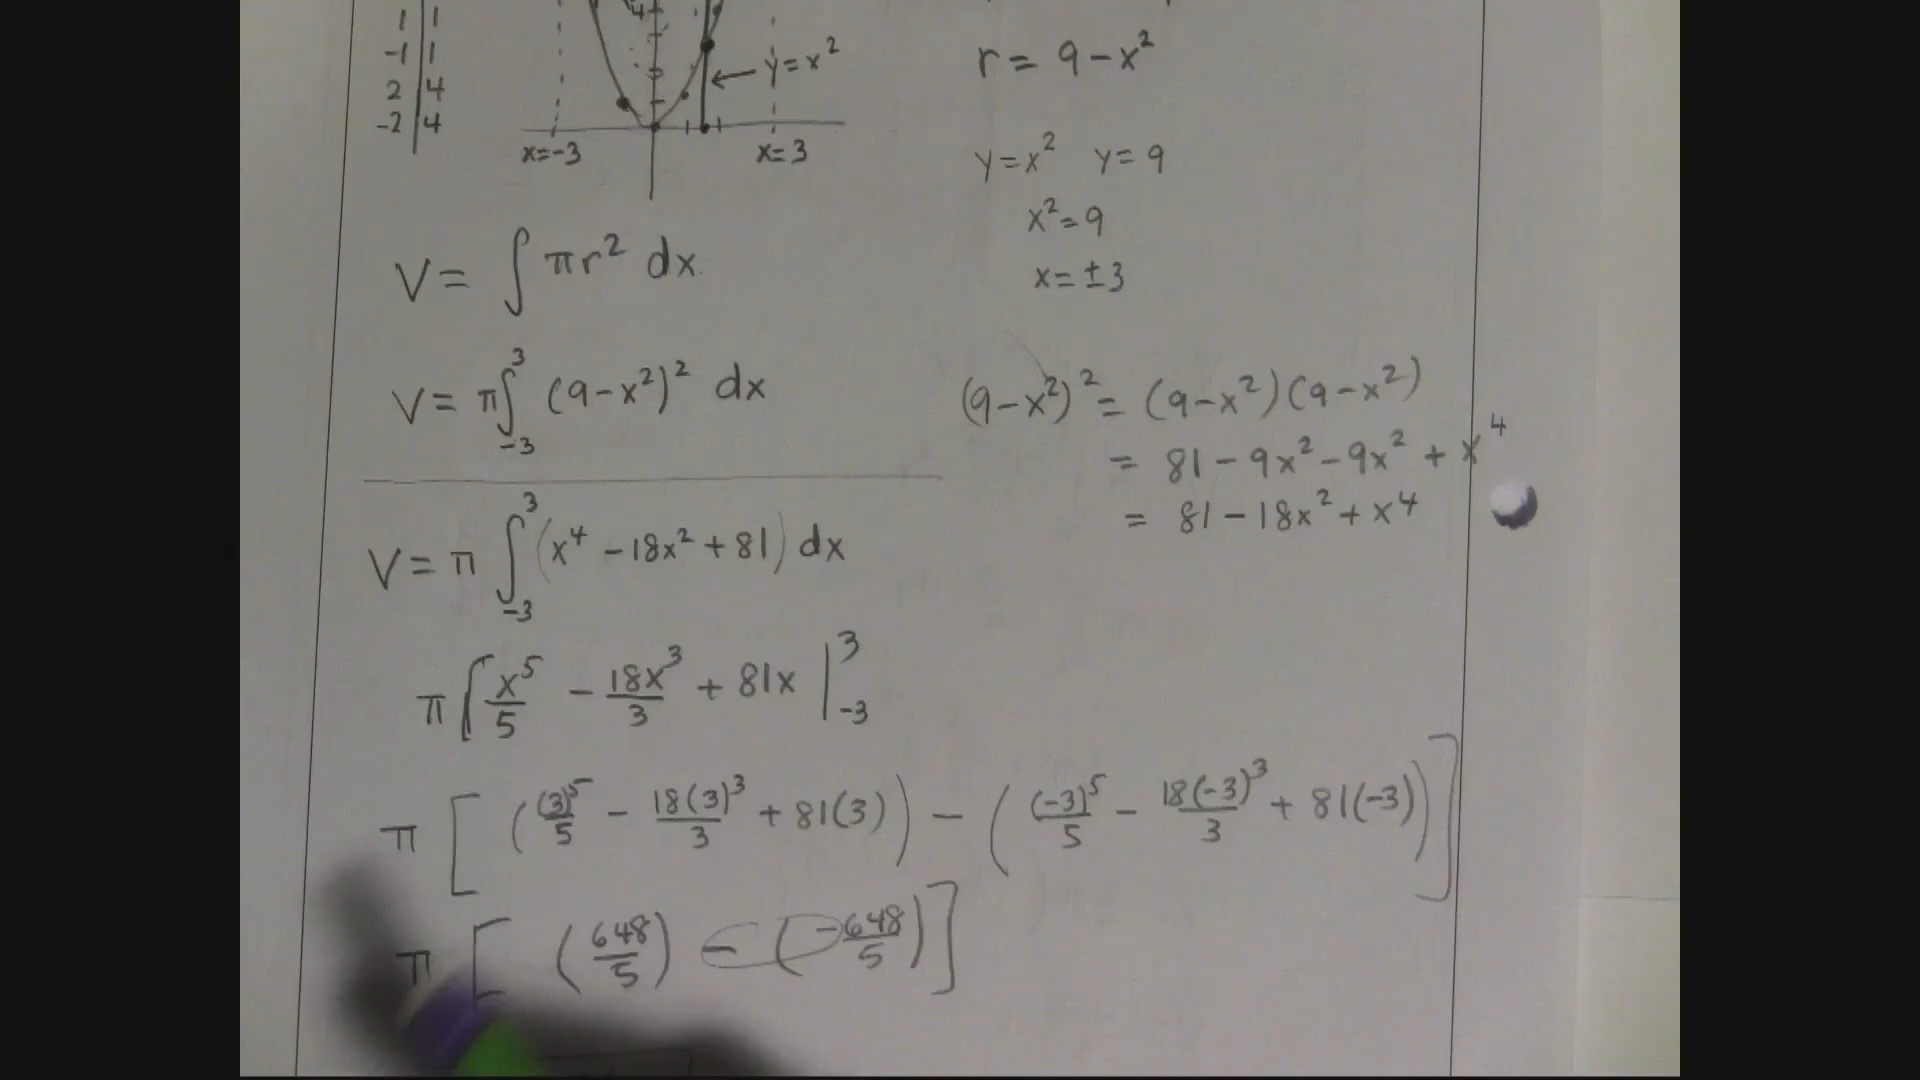 1 | 1
-1 | 1
2 | 4
-2 | 4
4
y=x²
x=-3
x=3
r = 9-x²
y=x² y=9
x²=9
x=±3
V = ∫ πr² dx
V = π∫₋₃³ (9-x²)² dx
(9-x²)² = (9-x²)(9-x²)
= 81-9x²-9x²+x⁴
= 81-18x²+x⁴
V = π ∫₋₃³ (x⁴-18x²+81) dx
π [x⁵/5 - 18x³/3 + 81x |₋₃³
π [ ((3)⁵/5 - 18(3)³/3 + 81(3)) - ((-3)⁵/5 - 18(-3)³/3 + 81(-3)) ]
π [ (648/5) - (-648/5) ]